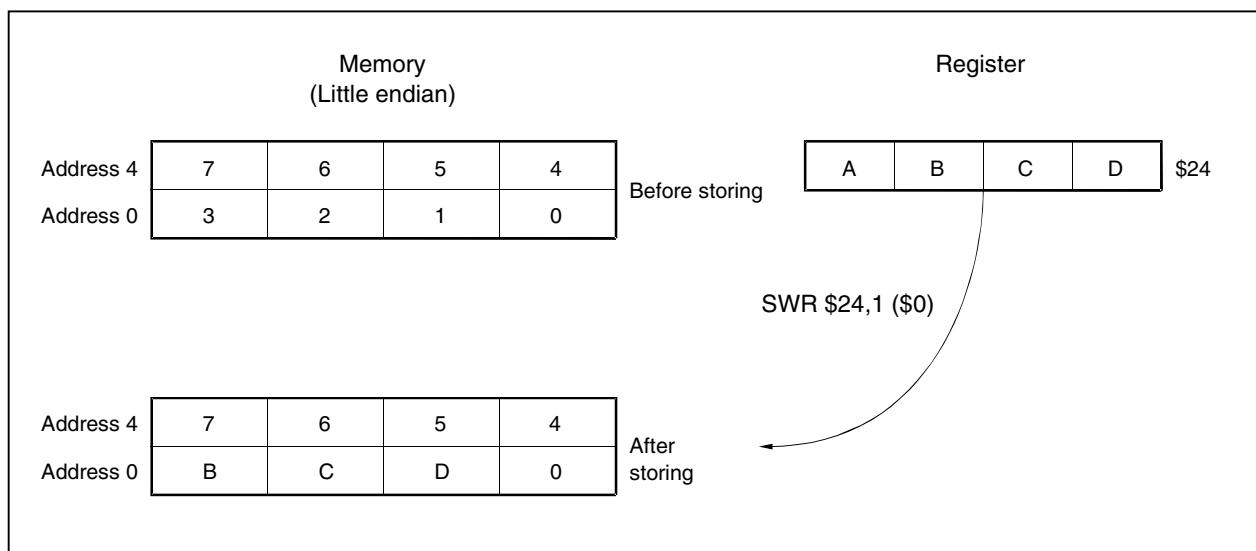 Memory
(Little endian)
Register
Address 4 7 6 5 4
Address 0 3 2 1 0
Before storing
A B C D $24
SWR $24,1 ($0)
Address 4 7 6 5 4
Address 0 B C D 0
After
storing